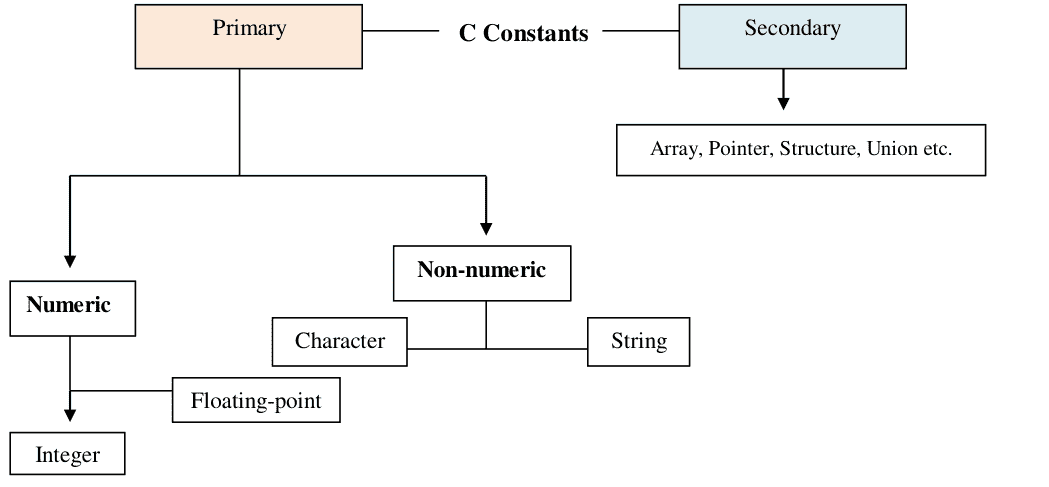 Primary
C Constants
Secondary
Array, Pointer, Structure, Union etc.
Non-numeric
Numeric
Character
String
Floating-point
Integer